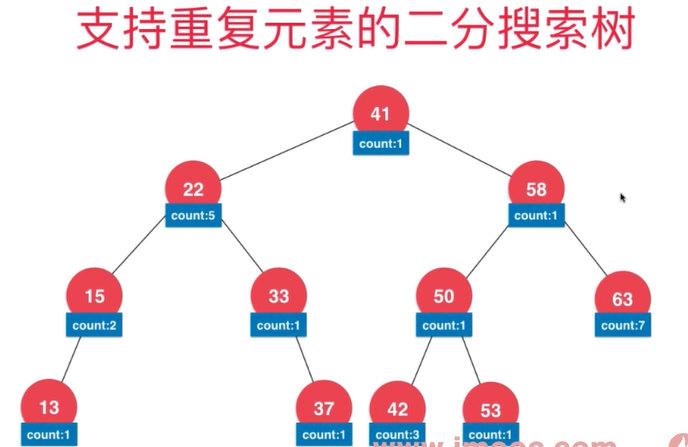 支持重复元素的二分搜索树
41
count:1
22
count:5
58
count:1
15
count:2
33
count:1
50
count:1
63
count:7
13
count:1
37
count:1
42
count:3
53
count:1